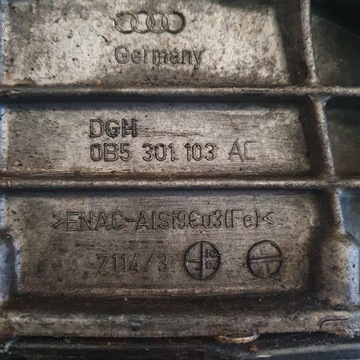 Germany
DGH
0B5 301 103 AC
>ENAC-AlSi9Cu3(Fe)<
7114/3